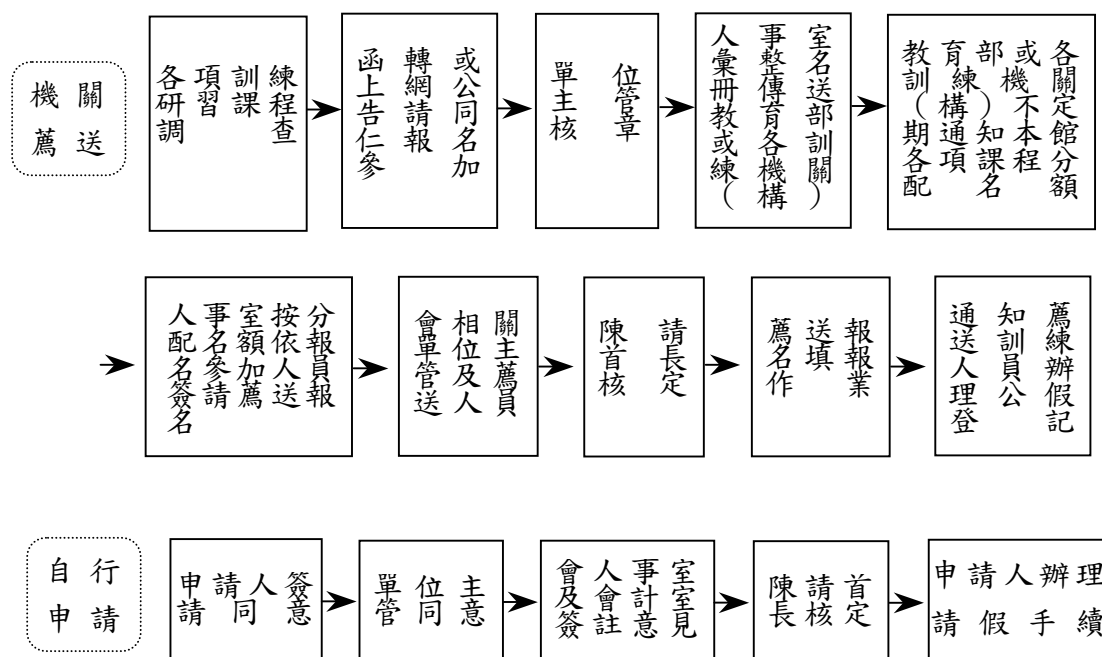 機關
薦送
各項訓練
研習課程
調查
函轉或
上網公
告請同
仁報名
參加
單位
主管
核章
人事室
彙整名
冊傳送
教育部
或各訓
練機關
（構）
教育部或各
訓練機關
（構）不定
期通知本館
各項課程分
配名額
人事室按分
配名額依報
名參加人員
簽請薦送報
名
會相關
單位主
管及薦
送人員
陳請
首長
核定
薦送報
名填報
作業
通知薦
送訓練
人員辦
理公假
登記
自行
申請
申請人簽
請同意
單位主
管同意
會人事室
及會計室
簽註意見
陳請首
長核定
申請人辦理
請假手續